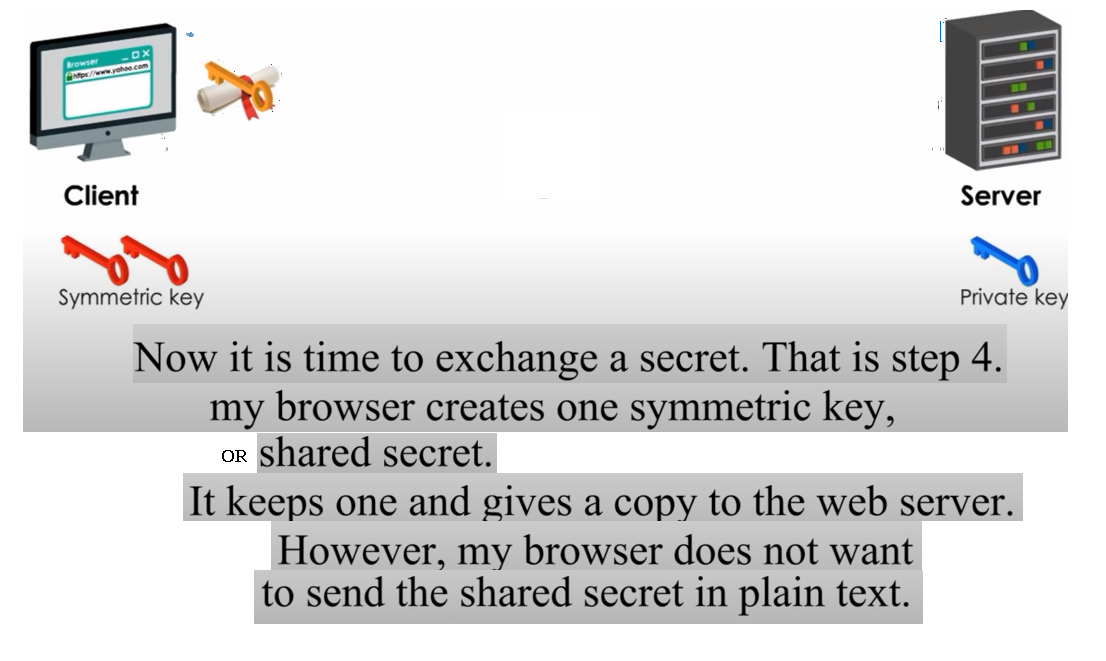 Browser
https://www.yahoo.com
Client
Server
Symmetric key
Private key
Now it is time to exchange a secret. That is step 4.
my browser creates one symmetric key,
OR shared secret.
It keeps one and gives a copy to the web server.
However, my browser does not want
to send the shared secret in plain text.